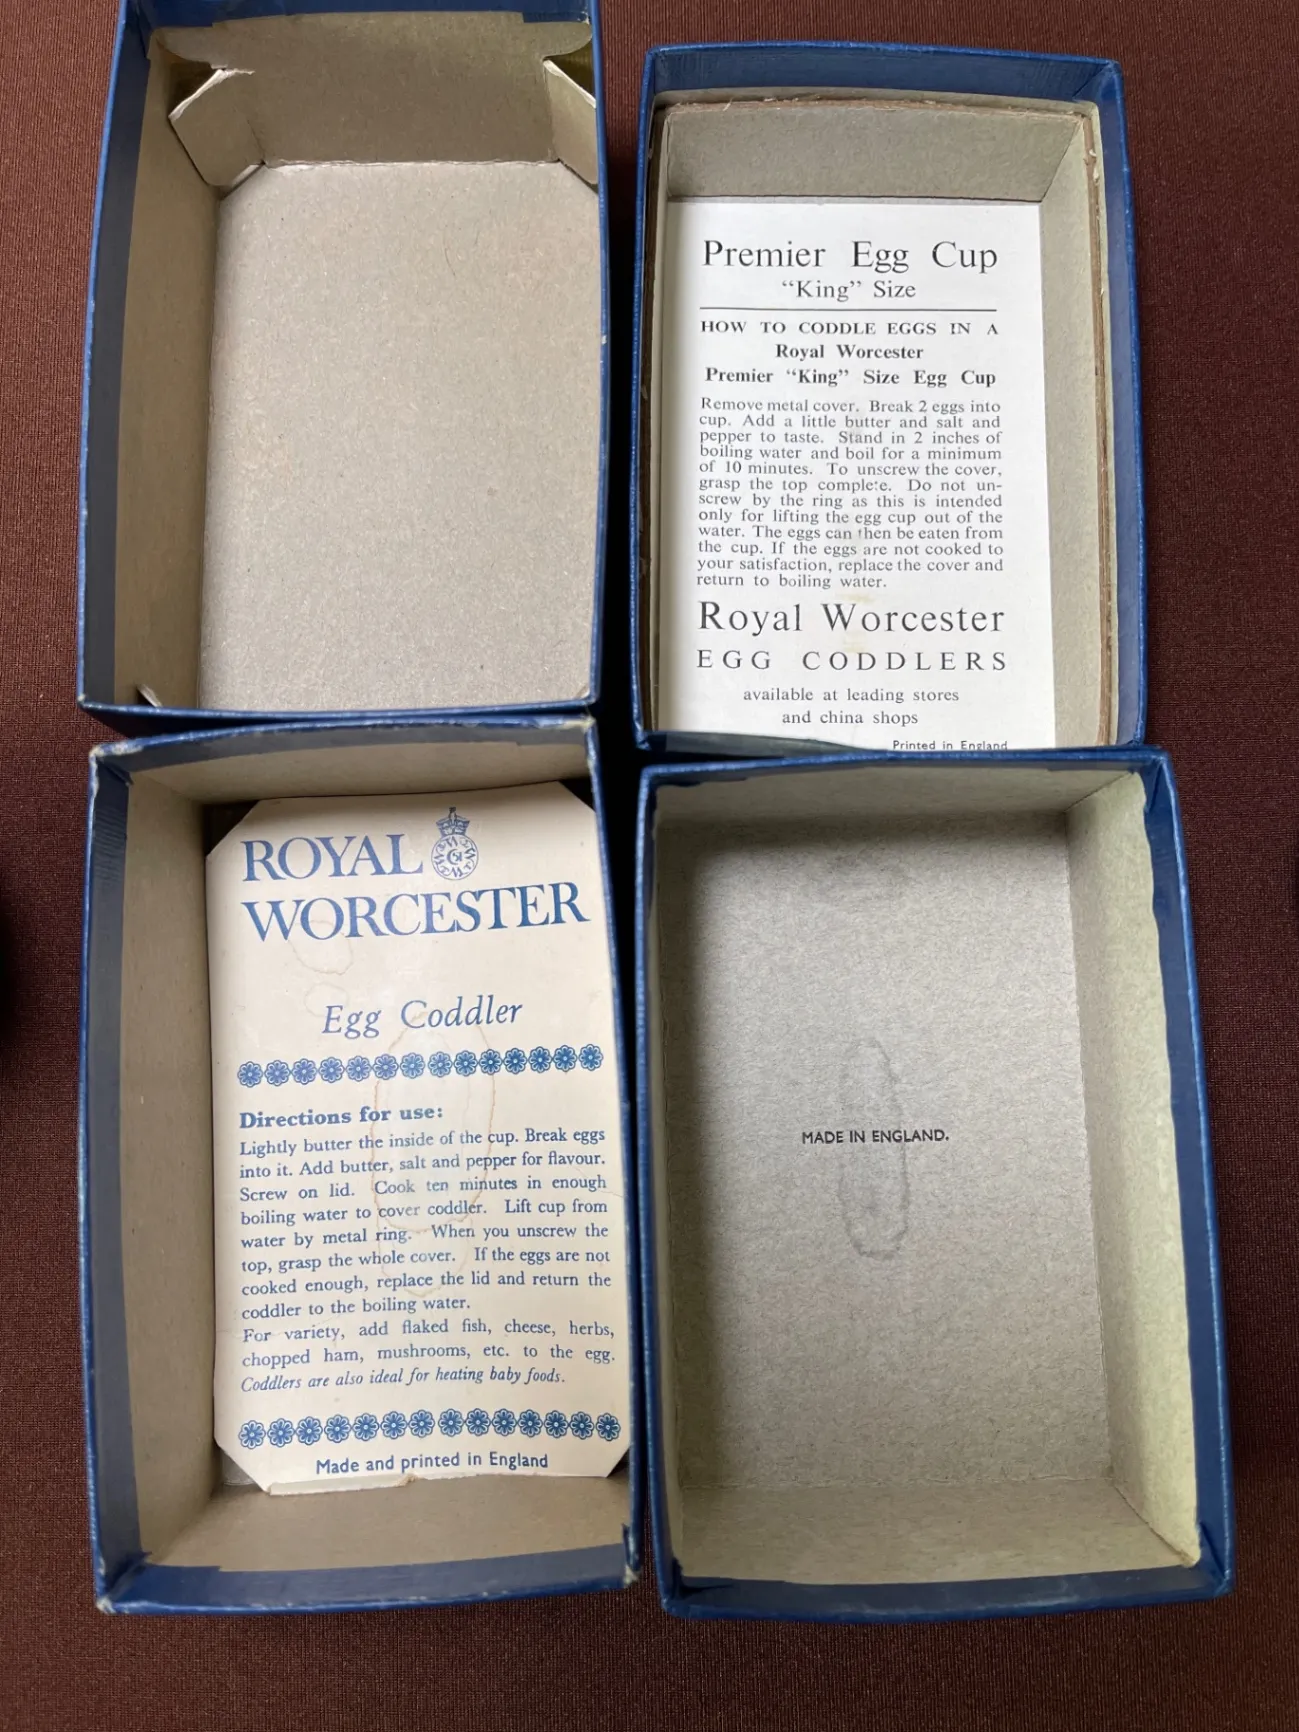 Premier Egg Cup
“King” Size
HOW TO CODDLE EGGS IN A
Royal Worcester
Premier “King” Size Egg Cup
Remove metal cover. Break 2 eggs into
cup. Add a little butter and salt and
pepper to taste. Stand in 2 inches of
boiling water and boil for a minimum
of 10 minutes. To unscrew the cover,
grasp the top complete. Do not un-
screw by the ring as this is intended
only for lifting the egg cup out of the
water. The eggs can then be eaten from
the cup. If the eggs are not cooked to
your satisfaction, replace the cover and
return to boiling water.
Royal Worcester
EGG CODDLERS
available at leading stores
and china shops
Printed in England
ROYAL
WORCESTER
Egg Coddler
Directions for use:
Lightly butter the inside of the cup. Break eggs
into it. Add butter, salt and pepper for flavour.
Screw on lid. Cook ten minutes in enough
boiling water to cover coddler. Lift cup from
water by metal ring. When you unscrew the
top, grasp the whole cover. If the eggs are not
cooked enough, replace the lid and return the
coddler to the boiling water.
For variety, add flaked fish, cheese, herbs,
chopped ham, mushrooms, etc. to the egg.
Coddlers are also ideal for heating baby foods.
Made and printed in England
MADE IN ENGLAND.